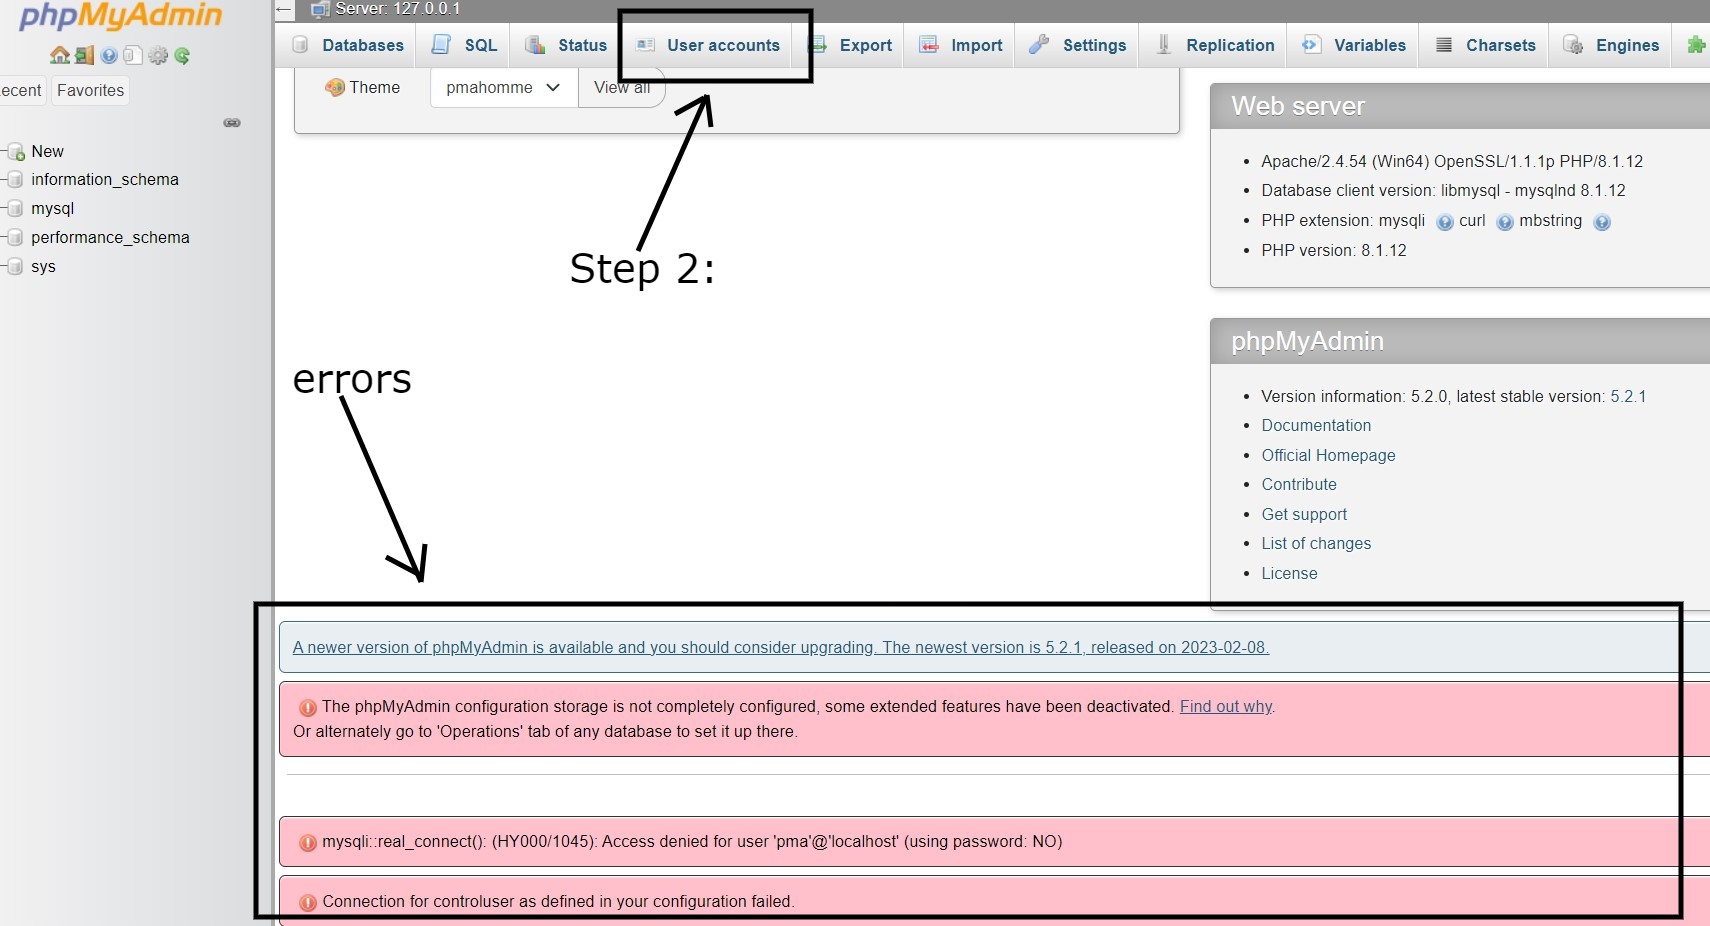 phpMyAdmin
Server: 127.0.0.1
Databases
SQL
Status
User accounts
Export
Import
Settings
Replication
Variables
Charsets
Engines
ecent
Favorites
Theme
pmahomme
View all
New
information_schema
mysql
performance_schema
sys
Step 2:
errors
Web server
Apache/2.4.54 (Win64) OpenSSL/1.1.1p PHP/8.1.12
Database client version: libmysql - mysqlnd 8.1.12
PHP extension: mysqli curl mbstring
PHP version: 8.1.12
phpMyAdmin
Version information: 5.2.0, latest stable version: 5.2.1
Documentation
Official Homepage
Contribute
Get support
List of changes
License
A newer version of phpMyAdmin is available and you should consider upgrading. The newest version is 5.2.1, released on 2023-02-08.
The phpMyAdmin configuration storage is not completely configured, some extended features have been deactivated. Find out why.
Or alternately go to 'Operations' tab of any database to set it up there.
mysqli::real_connect(): (HY000/1045): Access denied for user 'pma'@'localhost' (using password: NO)
Connection for controluser as defined in your configuration failed.